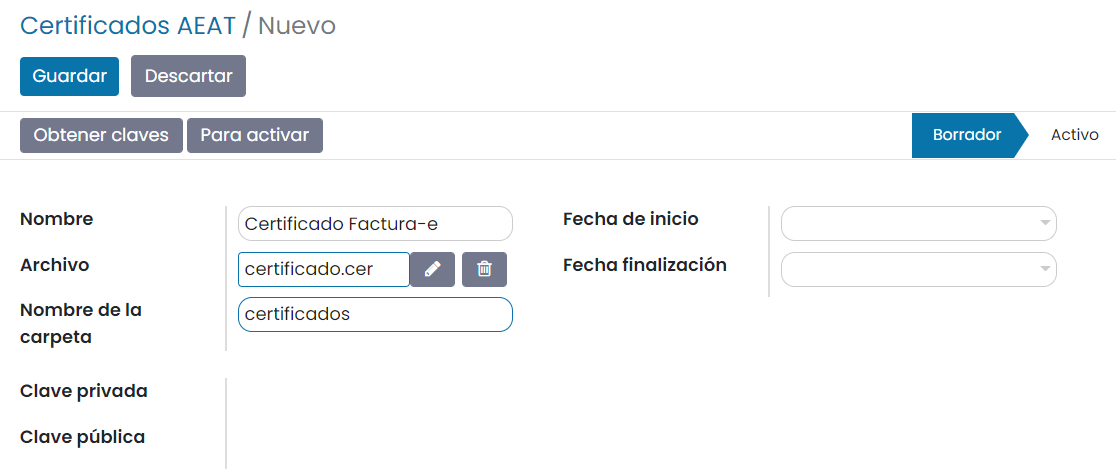 Certificados AEAT / Nuevo
Guardar Descartar
Obtener claves Para activar Borrador Activo
Nombre Certificado Factura-e Fecha de inicio
Archivo certificado.cer Fecha finalización
Nombre de la carpeta certificados
Clave privada
Clave pública